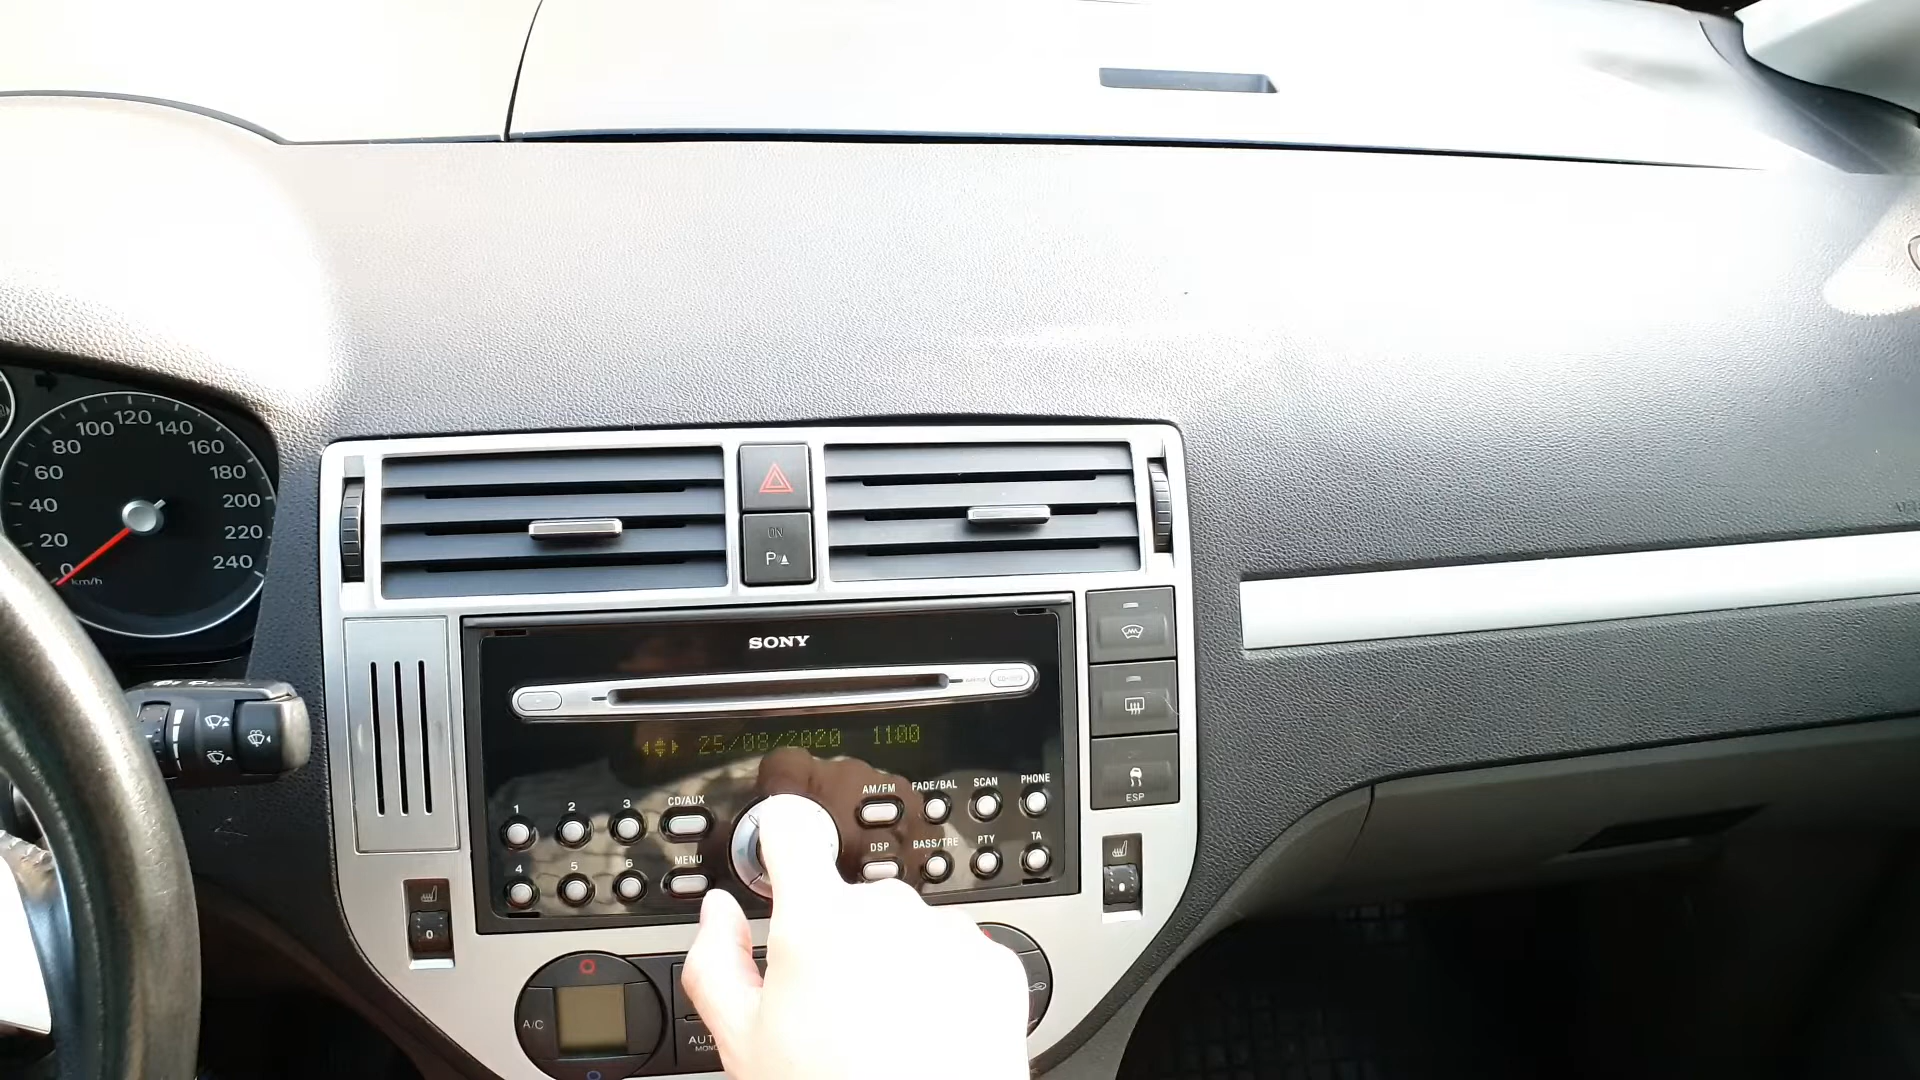 120
100
140
80
160
60
180
40
200
20
220
0
240
km/h
ON
P
SONY
25/08/2020 1100
1
2
3
CD/AUX
AM/FM
FADE/BAL
SCAN
PHONE
4
5
6
MENU
DSP
BASS/TRE
PTY
TA
ESP
0
A/C